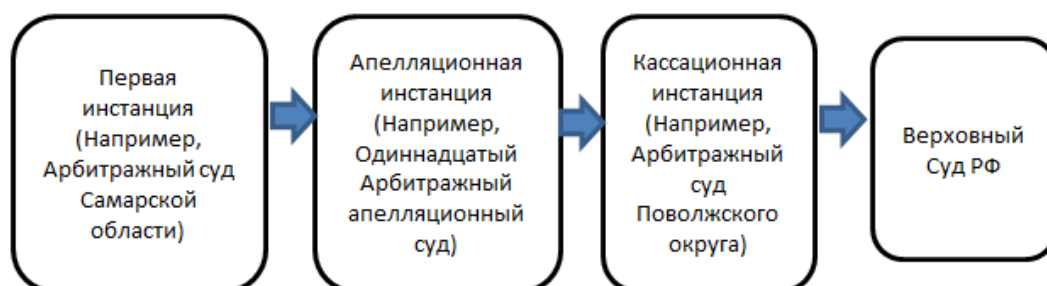 Первая
инстанция
(Например,
Арбитражный суд
Самарской
области)
Апелляционная
инстанция
(Например,
Одиннадцатый
Арбитражный
апелляционный
суд)
Кассационная
инстанция
(Например,
Арбитражный
суд
Поволжского
округа)
Верховный
Суд РФ